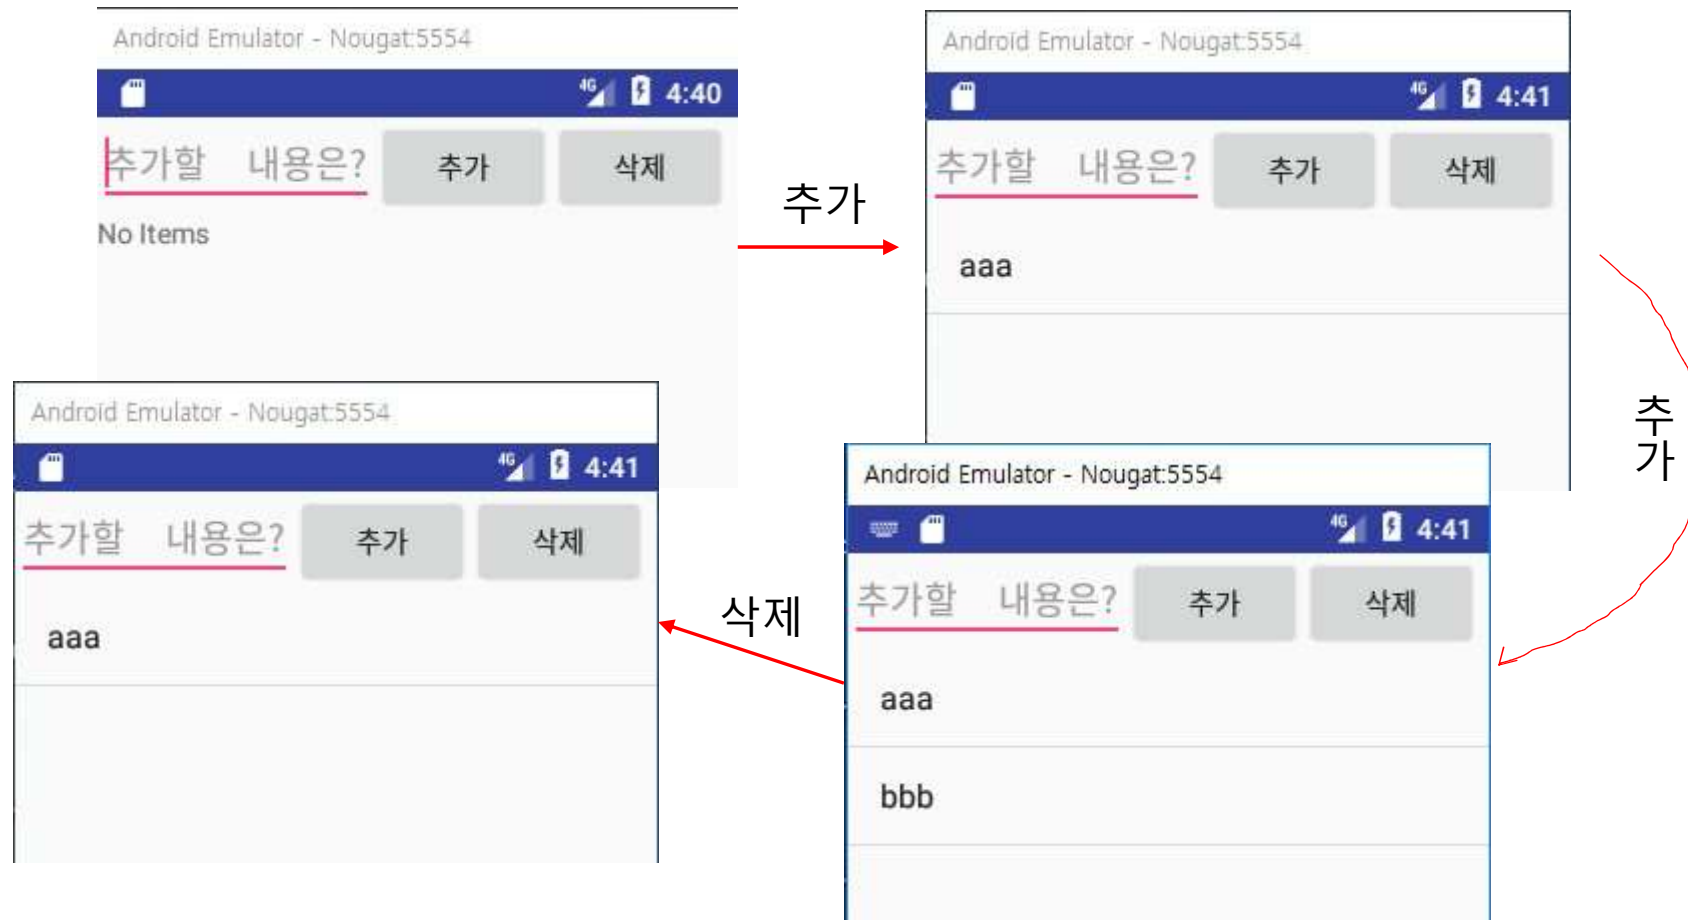 Android Emulator - Nougat:5554
4G 4:40
추가할 내용은? 추가 삭제
No Items
추가
Android Emulator - Nougat:5554
4G 4:41
추가할 내용은? 추가 삭제
aaa
추
가
Android Emulator - Nougat:5554
4G 4:41
추가할 내용은? 추가 삭제
aaa
bbb
삭제
Android Emulator - Nougat:5554
4G 4:41
추가할 내용은? 추가 삭제
aaa